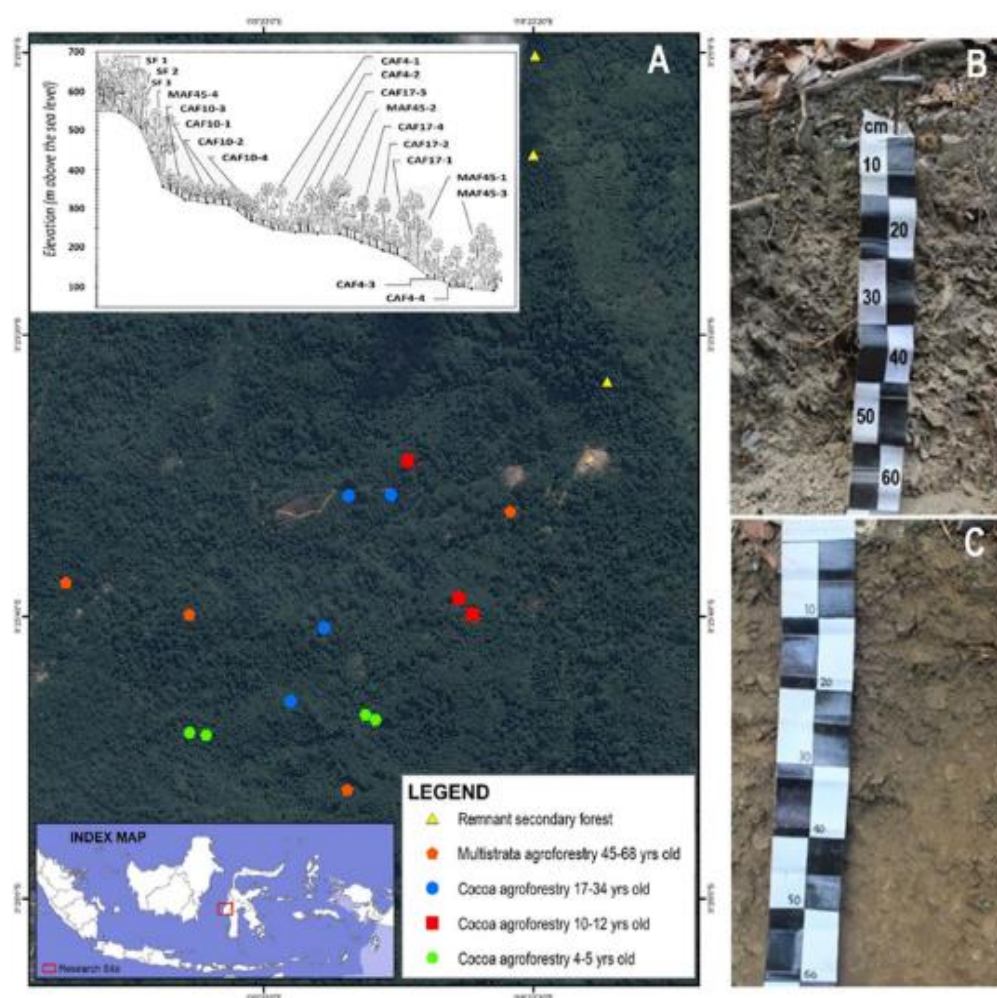 A
700
600
500
400
300
200
100
Elevation (m above the sea level)
SF 1
SF 2
SF 3
MAF45-4
CAF10-3
CAF10-1
CAF10-2
CAF10-4
CAF4-1
CAF4-2
CAF17-3
MAF45-2
CAF17-4
CAF17-2
CAF17-1
MAF45-1
MAF45-3
CAF4-3
CAF4-4
LEGEND
Remnant secondary forest
Multistrata agroforestry 45-68 yrs old
Cocoa agroforestry 17-34 yrs old
Cocoa agroforestry 10-12 yrs old
Cocoa agroforestry 4-5 yrs old
INDEX MAP
Research Site
B
cm
10
20
30
40
50
60
C
10
20
30
40
50